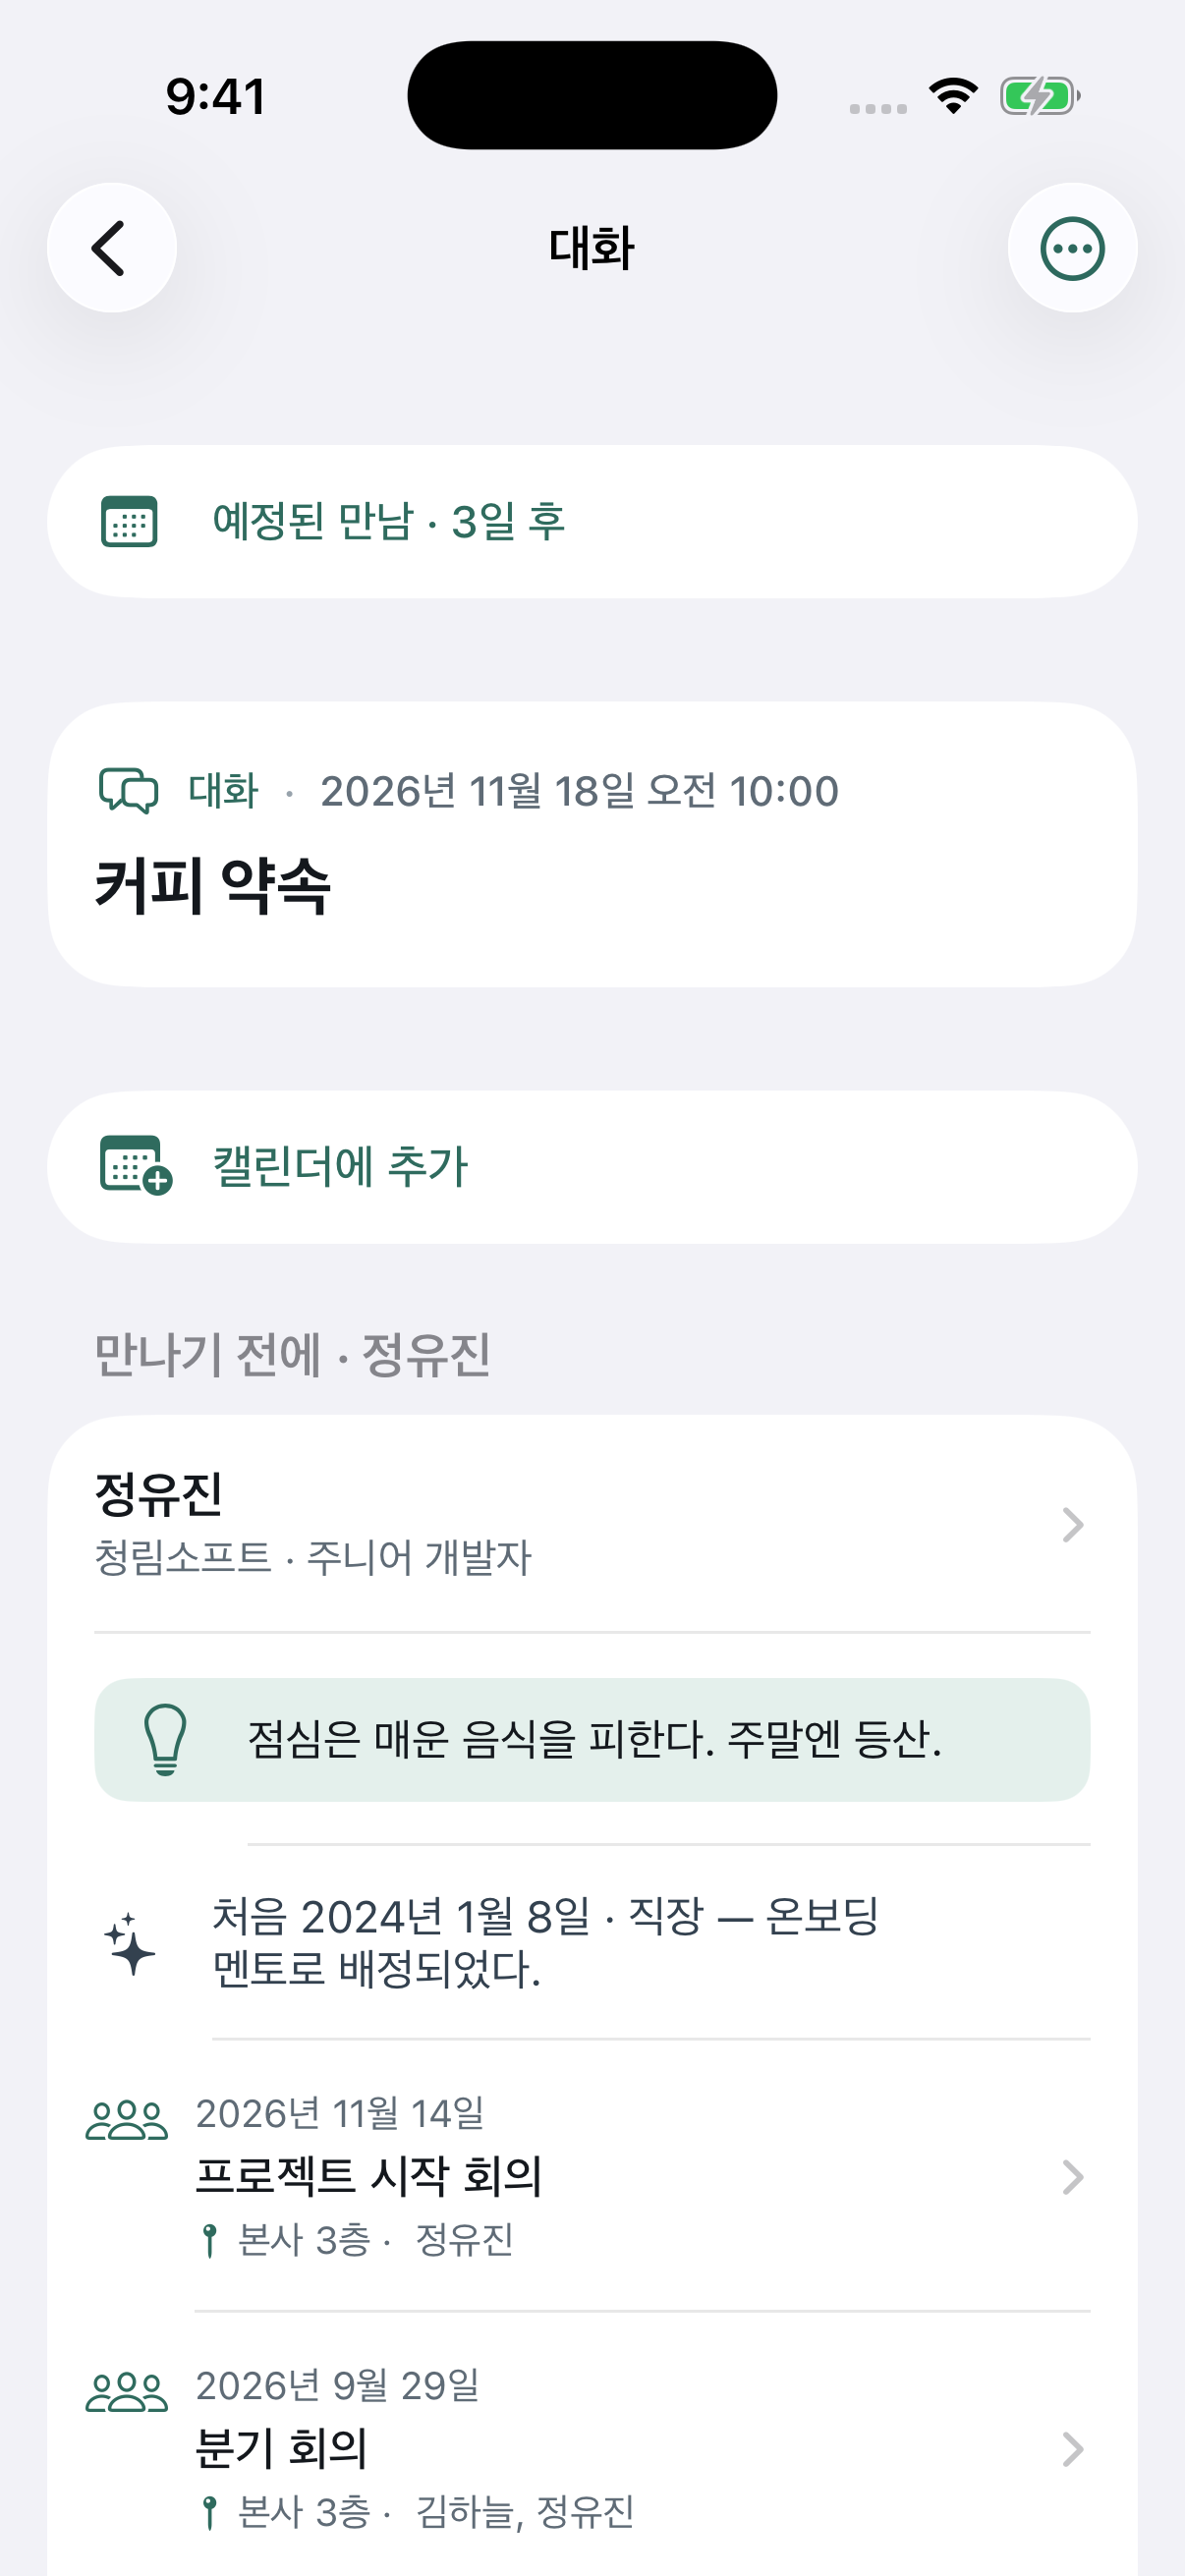 9:41
대화
예정된 만남 · 3일 후
대화 · 2026년 11월 18일 오전 10:00
커피 약속
캘린더에 추가
만나기 전에 · 정유진
정유진
청림소프트 · 주니어 개발자
점심은 매운 음식을 피한다. 주말엔 등산.
처음 2024년 1월 8일 · 직장 — 온보딩
멘토로 배정되었다.
2026년 11월 14일
프로젝트 시작 회의
본사 3층 · 정유진
2026년 9월 29일
분기 회의
본사 3층 · 김하늘, 정유진